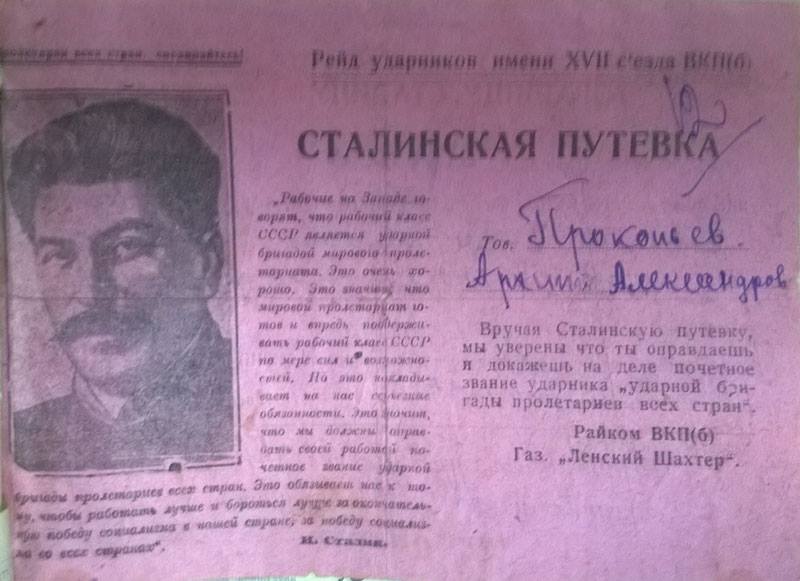 Пролетарии всех стран, соединяйтесь!
Рейд ударников имени XVII с'езда ВКП(б)
СТАЛИНСКАЯ ПУТЕВКА
„Рабочие на Западе го-
ворят, что рабочий класс
СССР является ударной
бригадой мирового проле-
тариата. Это очень хо-
рошо. Это значит, что
мировой пролетариат го-
тов и впредь поддержи-
вать рабочий класс СССР
по мере сил и возможно-
стей. Но это наклады-
вает на нас серьезные
обязанности. Это значит,
что мы должны оправ-
дать своей работой по-
четное звание ударной
бригады пролетариев всех стран. Это обязывает нас к то-
му, чтобы работать лучше и бороться лучше за окончатель-
ную победу социализма в нашей стране, за победу социализ-
ма во всех странах“.
И. Сталин.
Тов. Прокопьев
Архип Александров
Вручая Сталинскую путевку,
мы уверены что ты оправдаешь
и докажешь на деле почетное
звание ударника „ударной бри-
гады пролетариев всех стран“.
Райком ВКП(б)
Газ. „Ленский Шахтер“.